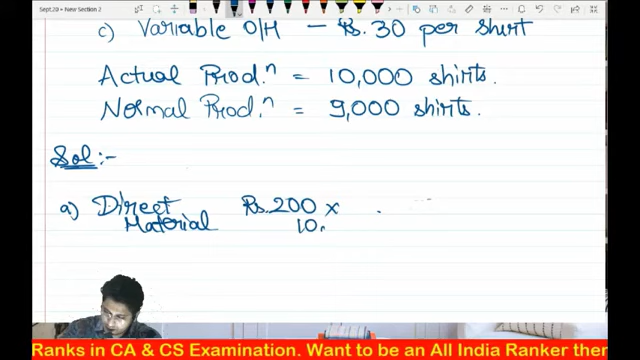 Sept.20 » New Section 2
c) Variable O/H — Rs. 30 per shirt
Actual Prod.ⁿ = 10,000 shirts.
Normal Prod.ⁿ = 9,000 shirts.
Sol:-
a) Direct Material Rs. 200 x
10
Ranks in CA & CS Examination. Want to be an All India Ranker ther